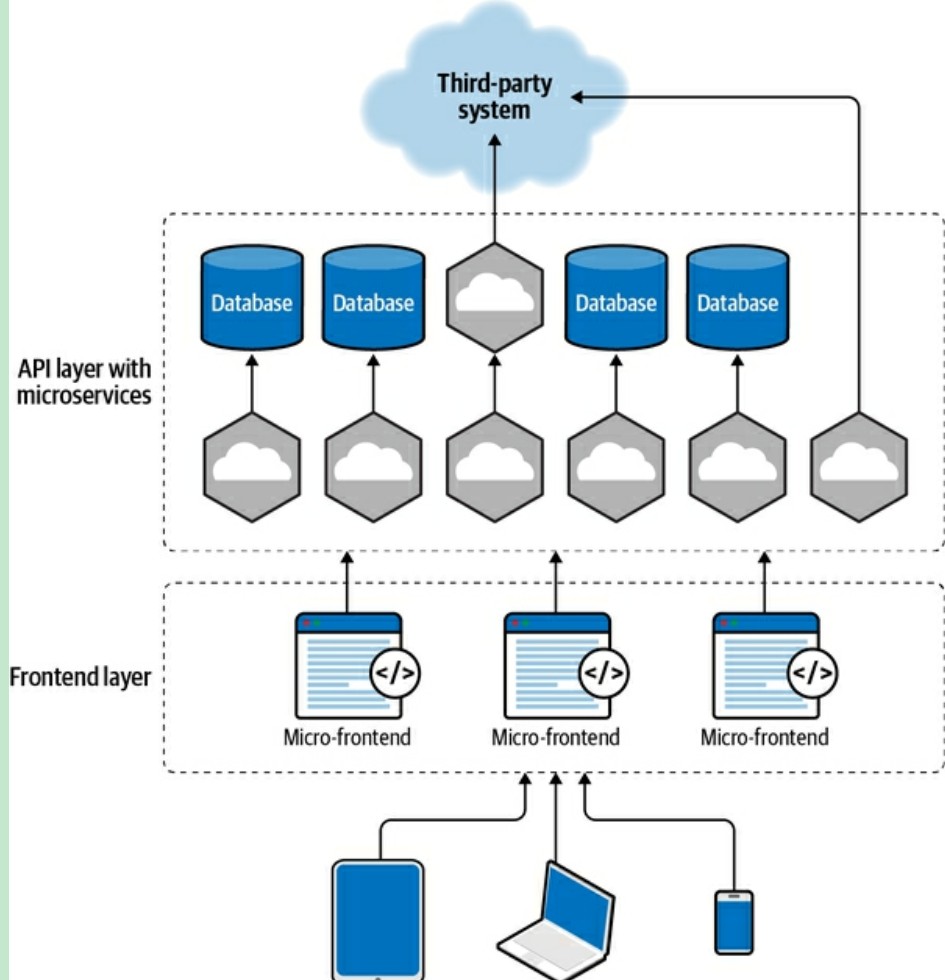 Third-party
system
Database
Database
Database
Database
API layer with
microservices
</>
</>
</>
Frontend layer
Micro-frontend
Micro-frontend
Micro-frontend